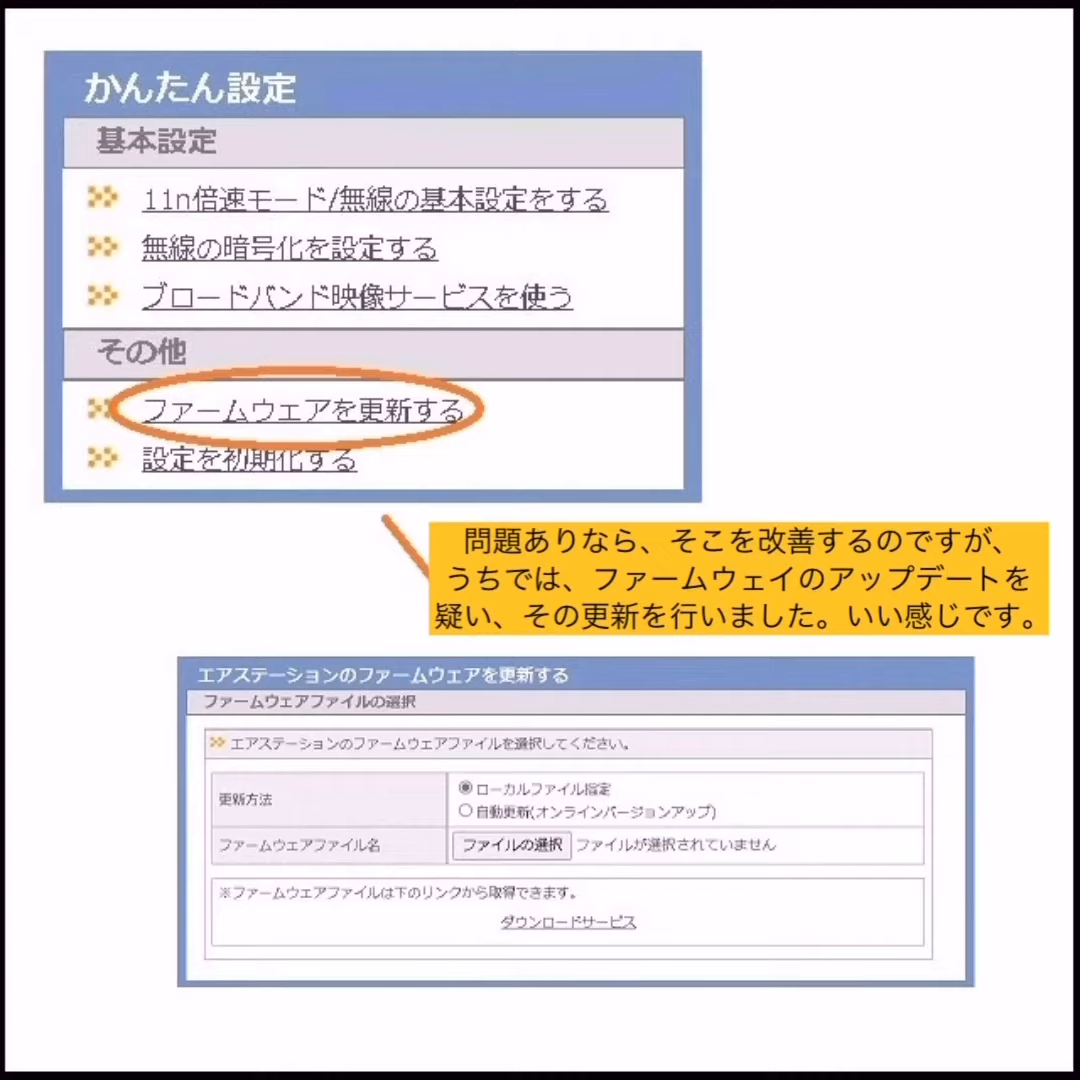 かんたん設定
基本設定
11n倍速モード/無線の基本設定をする
無線の暗号化を設定する
ブロードバンド映像サービスを使う
その他
ファームウェアを更新する
設定を初期化する
問題ありなら、そこを改善するのですが、
うちでは、ファームウェイのアップデートを
疑い、その更新を行いました。いい感じです。
エアステーションのファームウェアを更新する
ファームウェアファイルの選択
エアステーションのファームウェアファイルを選択してください。
更新方法
ローカルファイル指定
自動更新(オンラインバージョンアップ)
ファームウェアファイル名
ファイルの選択 ファイルが選択されていません
※ファームウェアファイルは下のリンクから取得できます。
ダウンロードサービス